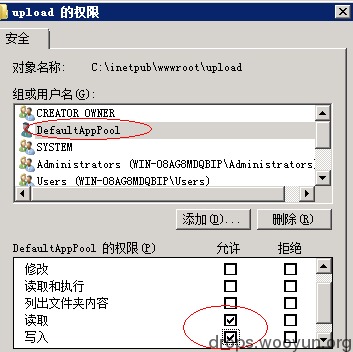 upload 的权限
安全
对象名称: C:\inetpub\wwwroot\upload
组或用户名(G):
CREATOR OWNER
DefaultAppPool
SYSTEM
Administrators (WIN-08AG8MDQBIP\Administrators)
Users (WIN-08AG8MDQBIP\Users)
添加(D)... 删除(R)
DefaultAppPool 的权限(P) 允许 拒绝
修改
读取和执行
列出文件夹内容
读取
写入
drops.wooyun.org